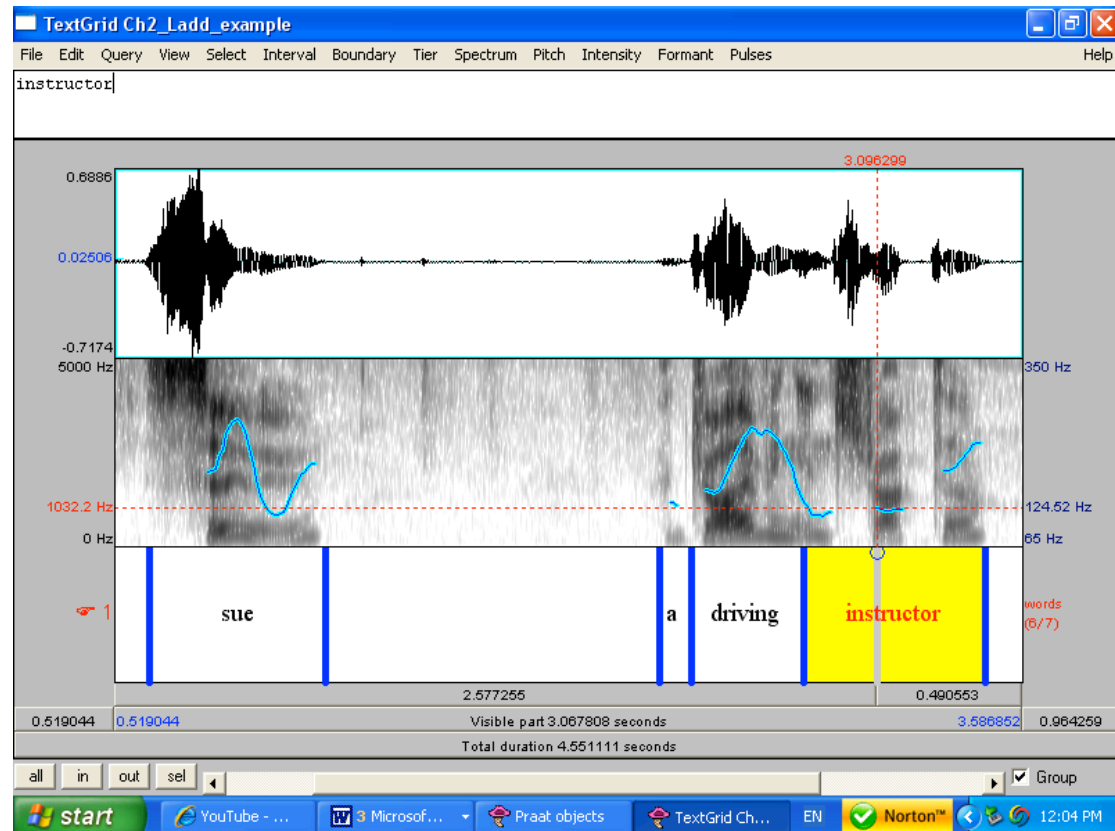 TextGrid Ch2_Ladd_example
File Edit Query View Select Interval Boundary Tier Spectrum Pitch Intensity Formant Pulses Help
instructor
3.096299
0.6886
0.02506
-0.7174
5000 Hz 350 Hz
1032.2 Hz 124.52 Hz
0 Hz 65 Hz
1 sue a driving instructor words
(6/7)
2.577255 0.490553
0.519044 0.519044 Visible part 3.067808 seconds 3.586852 0.964259
Total duration 4.551111 seconds
all in out sel Group
start YouTube - ... 3 Microsof... Praat objects TextGrid Ch... EN Norton™ 12:04 PM